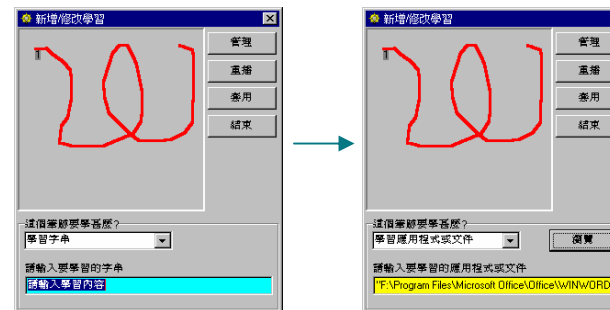 新增/修改學習
管理
重播
套用
結束
1
這個筆跡要學甚麼?
學習字串
請輸入要學習的字串
請輸入學習內容
新增/修改學習
管理
重播
套用
結束
1
這個筆跡要學甚麼?
學習應用程式或文件
瀏覽
請輸入要學習的應用程式或文件
"F:\Program Files\Microsoft Office\Office\WINWORD